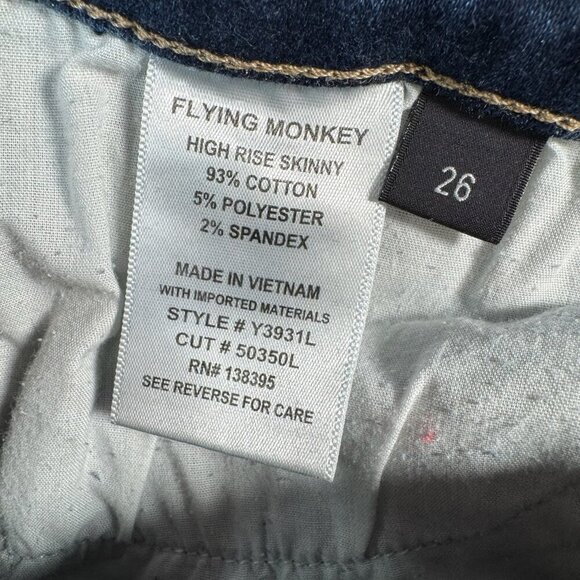 FLYING MONKEY
HIGH RISE SKINNY
93% COTTON
5% POLYESTER
2% SPANDEX
MADE IN VIETNAM
WITH IMPORTED MATERIALS
STYLE # Y3931L
CUT # 50350L
RN# 138395
SEE REVERSE FOR CARE
26